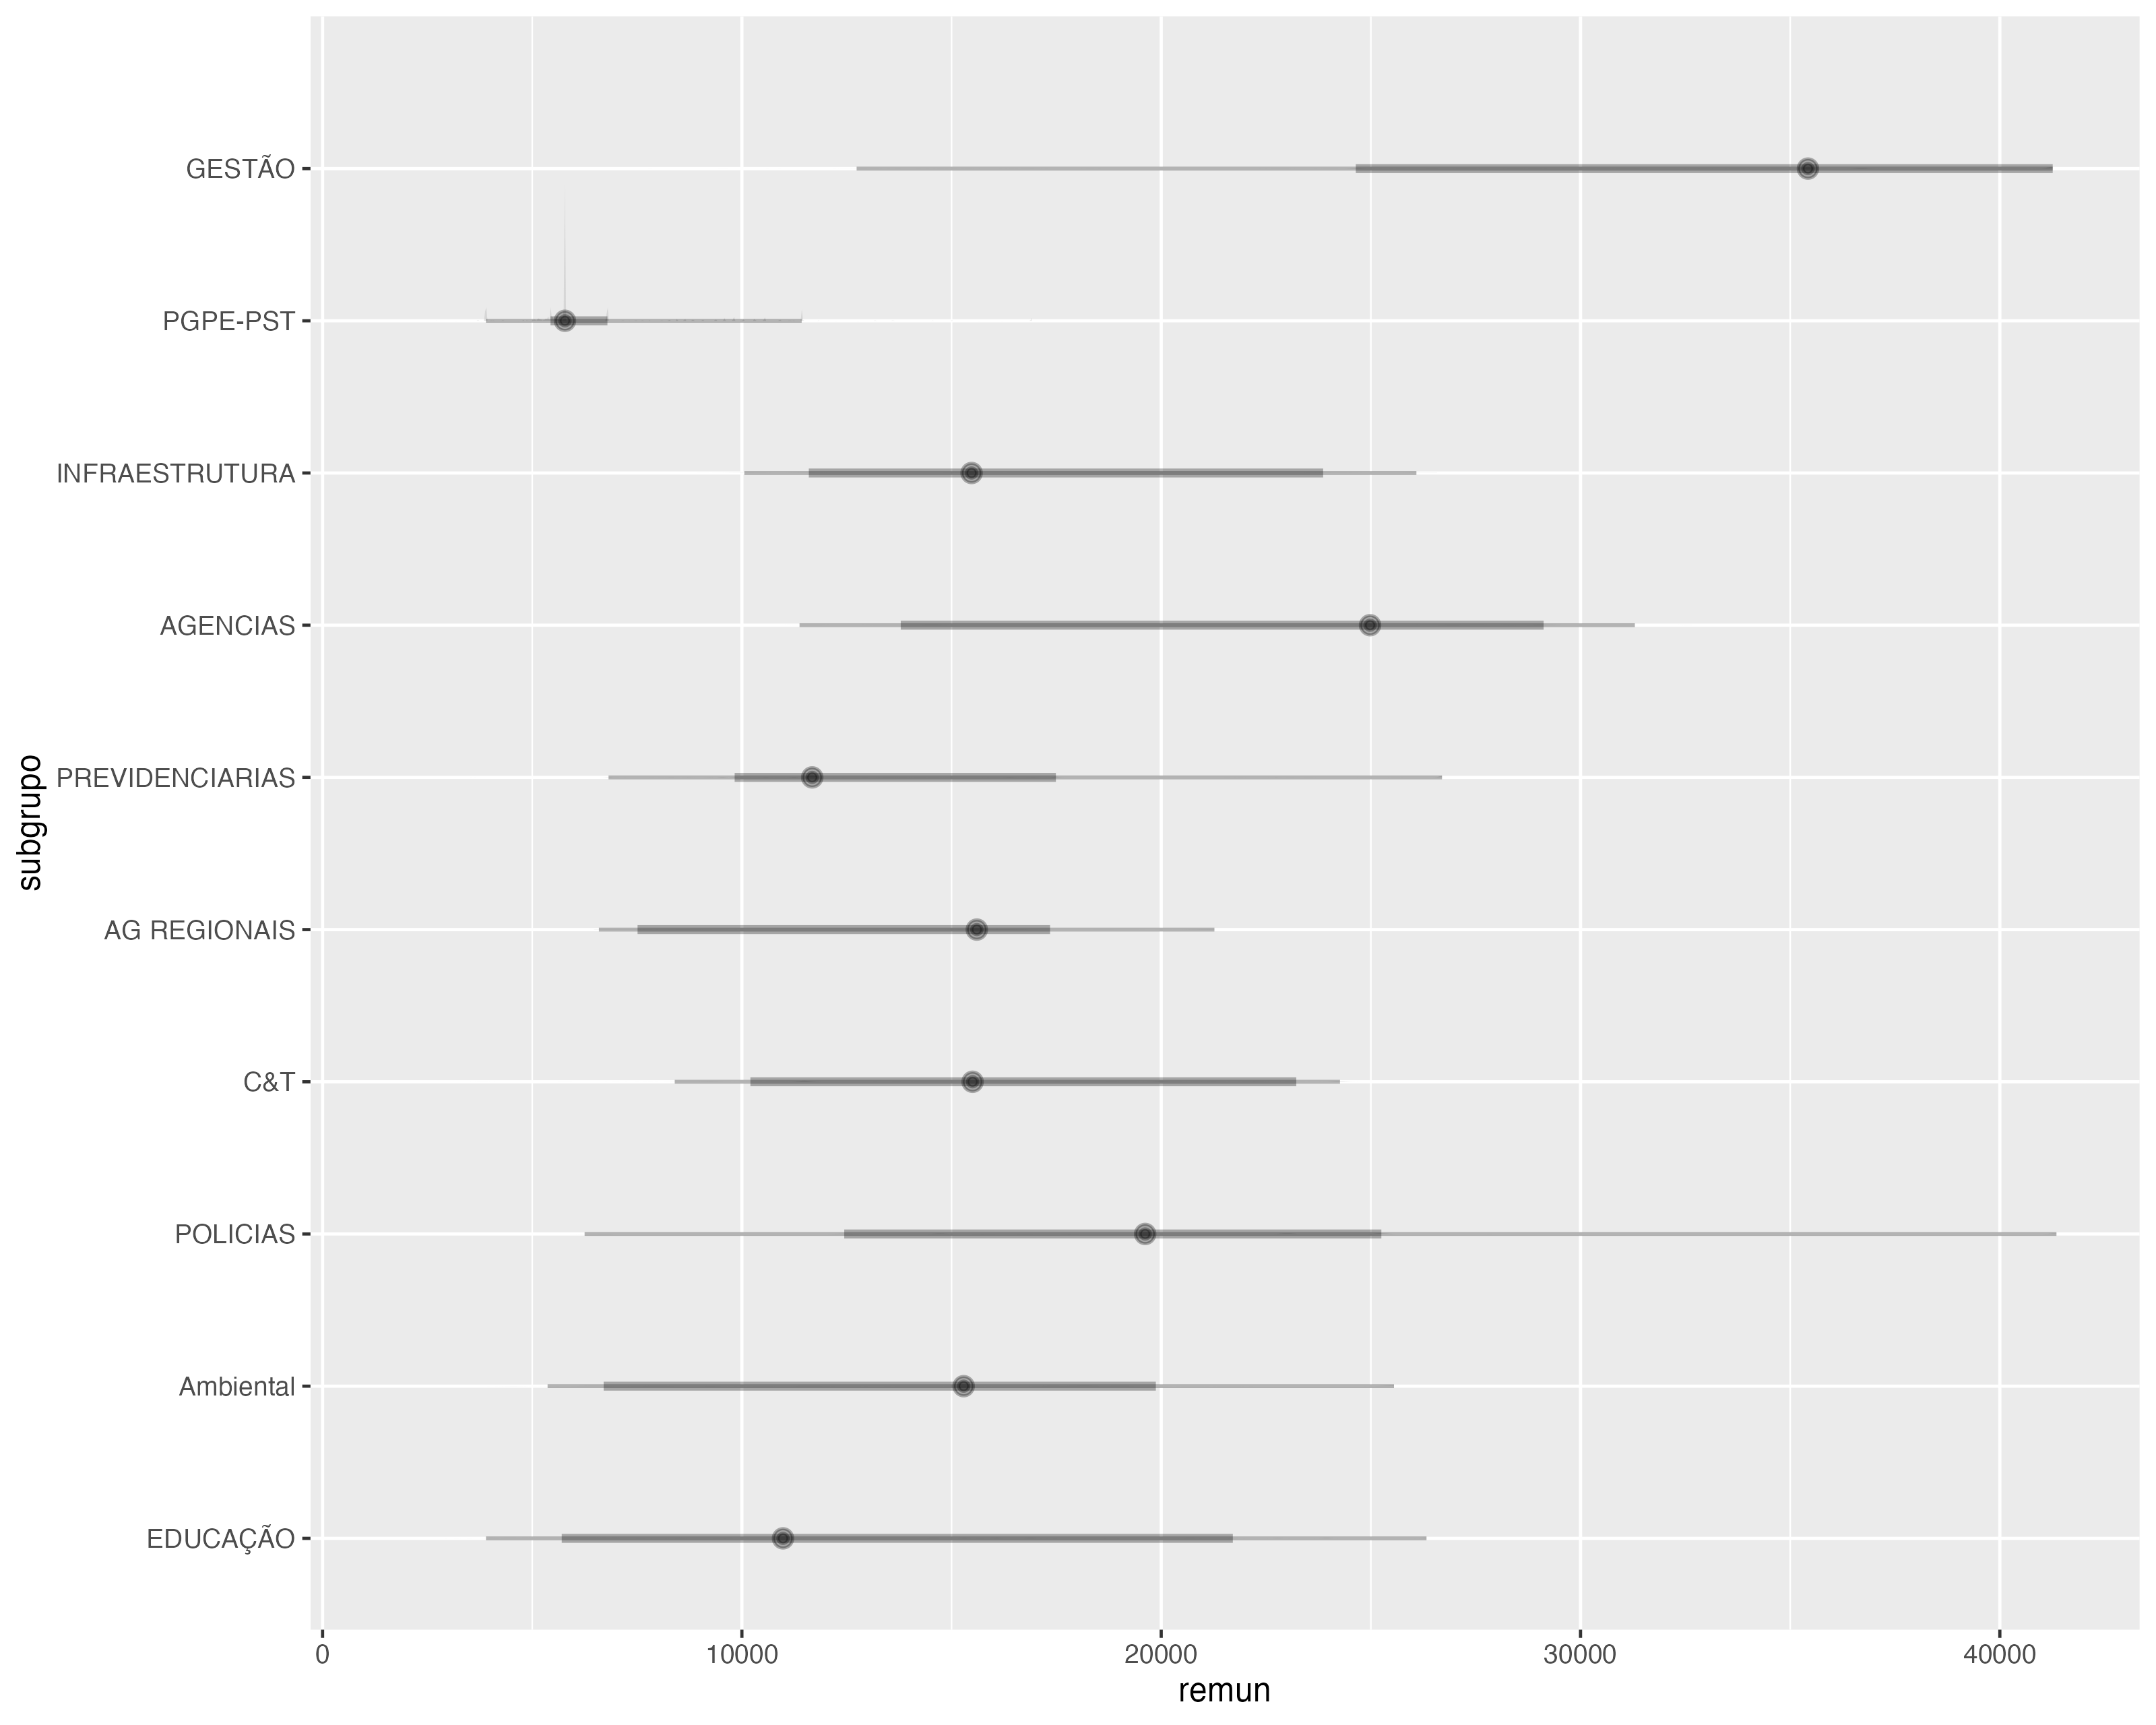 GESTÃO
PGPE-PST
INFRAESTRUTURA
AGENCIAS
PREVIDENCIARIAS
AG REGIONAIS
C&T
POLICIAS
Ambiental
EDUCAÇÃO
subgrupo
0 10000 20000 30000 40000
remun